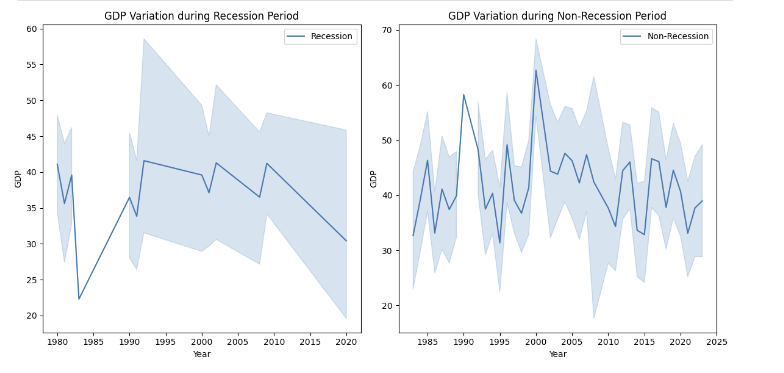 GDP Variation during Recession Period
Recession
60
55
50
45
40
35
30
25
20
GDP
1980 1985 1990 1995 2000 2005 2010 2015 2020
Year
GDP Variation during Non-Recession Period
Non-Recession
70
60
50
40
30
20
GDP
1985 1990 1995 2000 2005 2010 2015 2020 2025
Year